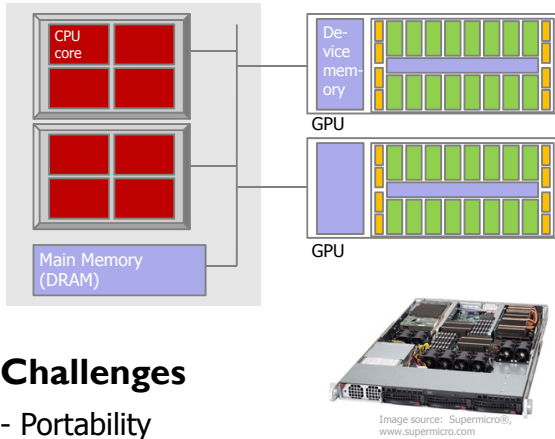 CPU
core
De-
vice
mem-
ory
GPU
GPU
Main Memory
(DRAM)
Challenges
- Portability
Image source:  Supermicro®,
www.supermicro.com